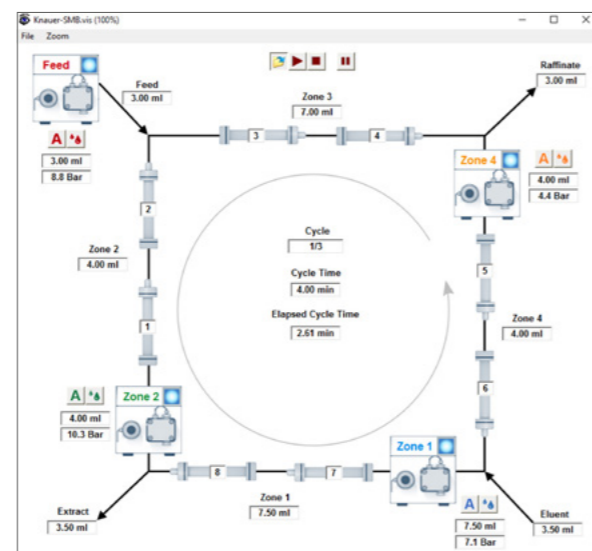 Knauer-SMB.vis (100%)
File Zoom
Feed
Feed
3.00 ml
Raffinate
3.00 ml
Zone 3
7.00 ml
A
3.00 ml
8.8 Bar
3
4
Zone 4
A
4.00 ml
4.4 Bar
2
Zone 2
4.00 ml
1
Cycle
1/3
Cycle Time
4.00 min
Elapsed Cycle Time
2.61 min
5
Zone 4
4.00 ml
6
A
4.00 ml
10.3 Bar
Zone 2
Zone 1
8
7
Extract
3.50 ml
Zone 1
7.50 ml
A
7.50 ml
7.1 Bar
Eluent
3.50 ml